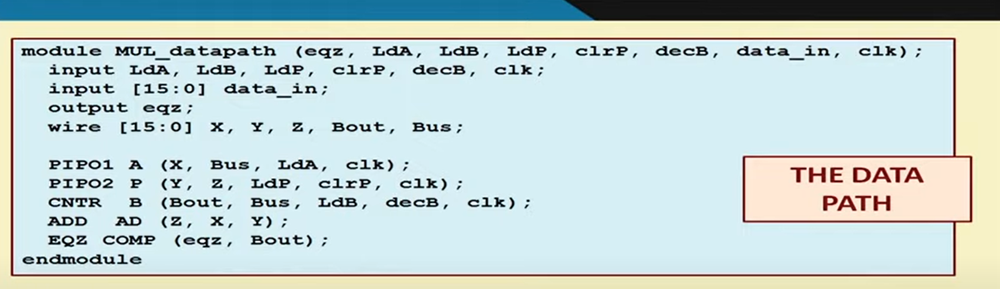 module MUL_datapath (eqz, LdA, LdB, LdP, clrP, decB, data_in, clk);
input LdA, LdB, LdP, clrP, decB, clk;
input [15:0] data_in;
output eqz;
wire [15:0] X, Y, Z, Bout, Bus;
PIPO1 A (X, Bus, LdA, clk);
PIPO2 P (Y, Z, LdP, clrP, clk);
CNTR B (Bout, Bus, LdB, decB, clk);
ADD AD (Z, X, Y);
EQZ COMP (eqz, Bout);
endmodule
THE DATA
PATH